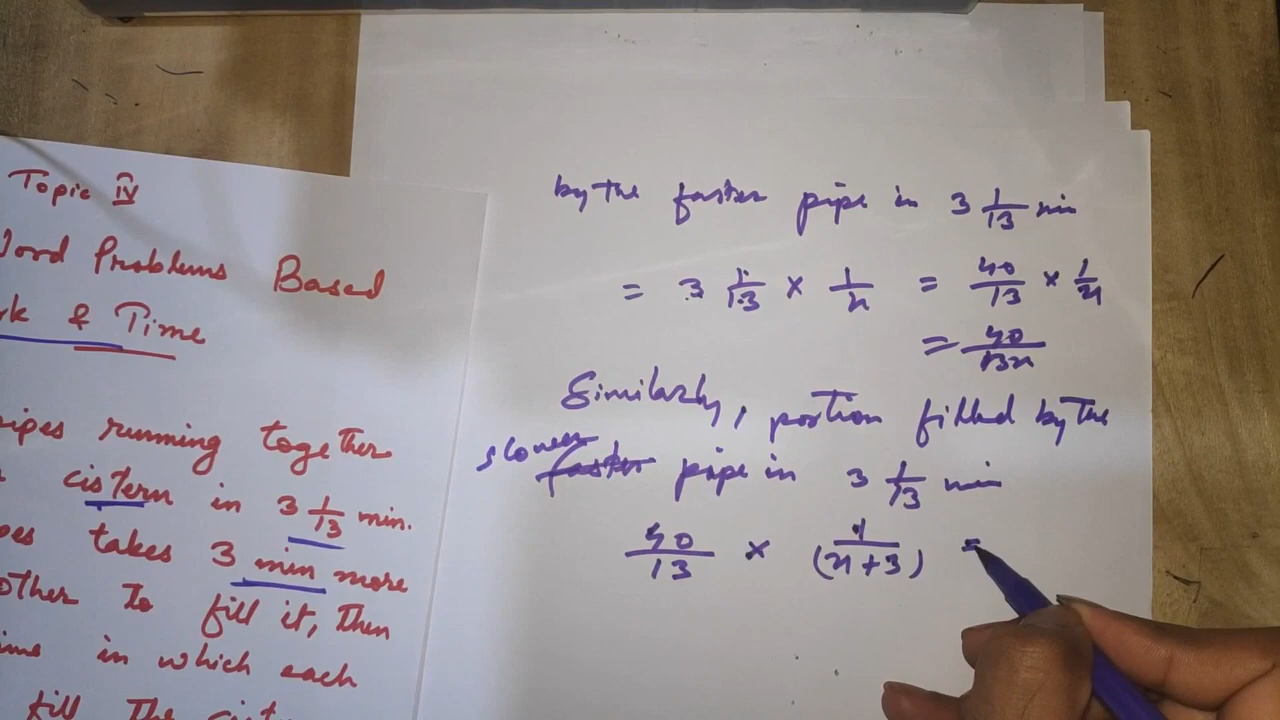 Topic IV
Word Problems Based
rk & Time
ipes running together
cistern in 3 1/13 min.
pes takes 3 min more
other to fill it, then
ime in which each
fill the cist
by the faster pipe in 3 1/13 min
= 3 1/13 × 1/x = 40/13 × 1/x
= 40/13x
Similarly, portion filled by the
slower faster pipe in 3 1/13 min
40/13 × 1/(x+3) =